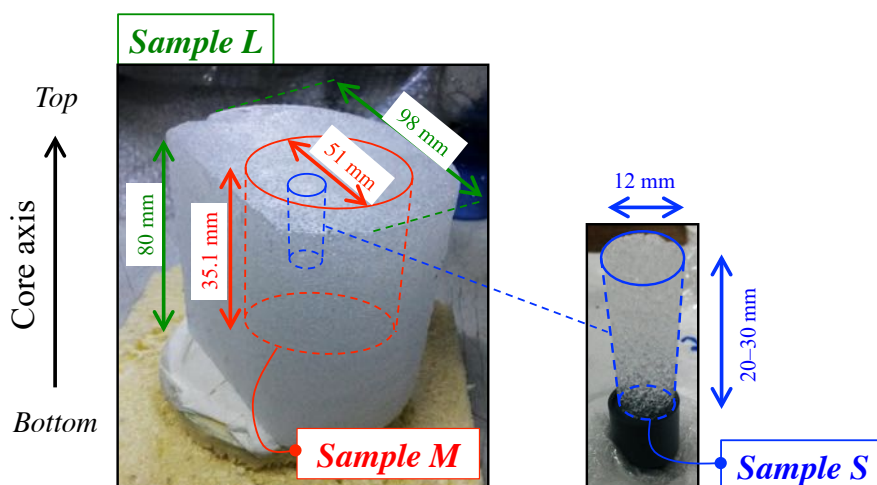 Sample L
Top
98 mm
51 mm
12 mm
80 mm
35.1 mm
Core axis
20–30 mm
Bottom
Sample M
Sample S